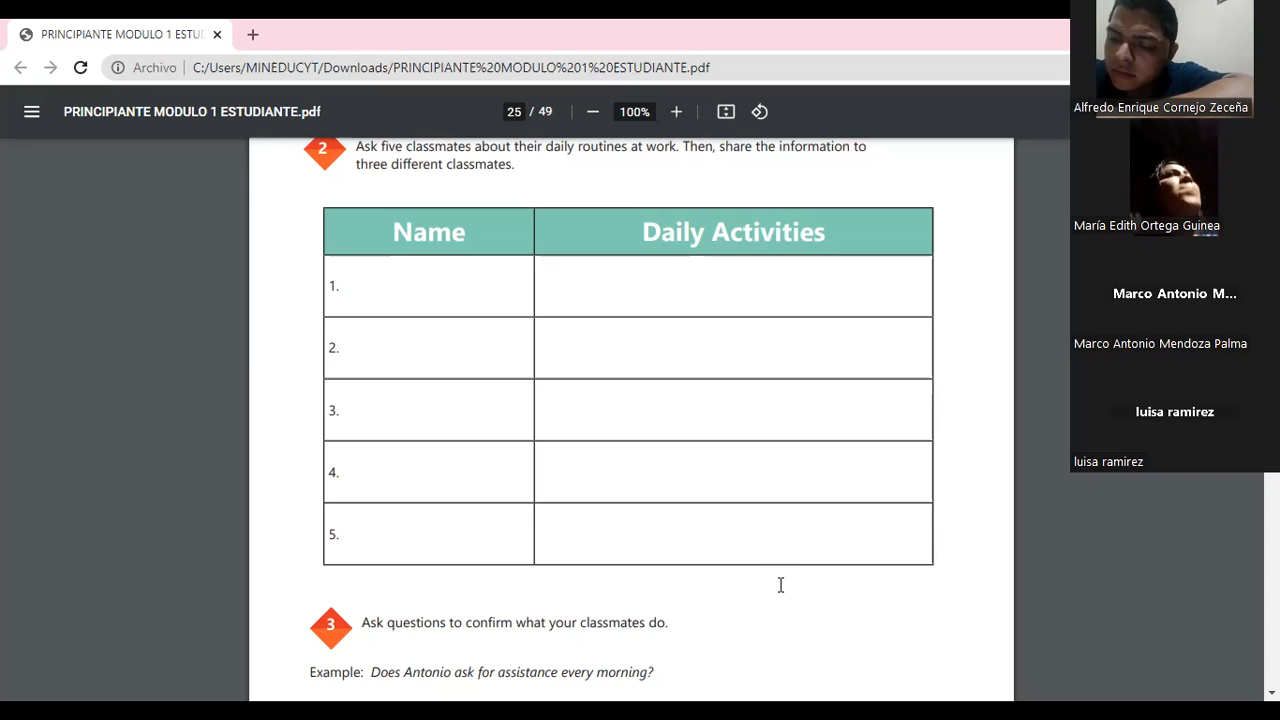 PRINCIPIANTE MODULO 1 ESTU
Archivo
C:/Users/MINEDUCYT/Downloads/PRINCIPIANTE%20MODULO%201%20ESTUDIANTE.pdf
PRINCIPIANTE MODULO 1 ESTUDIANTE.pdf
25 / 49
100%
2
Ask five classmates about their daily routines at work. Then, share the information to
three different classmates.
Name
Daily Activities
1.
2.
3.
4.
5.
3
Ask questions to confirm what your classmates do.
Example: Does Antonio ask for assistance every morning?
Alfredo Enrique Cornejo Zeceña
María Edith Ortega Guinea
Marco Antonio M...
Marco Antonio Mendoza Palma
luisa ramirez
luisa ramirez